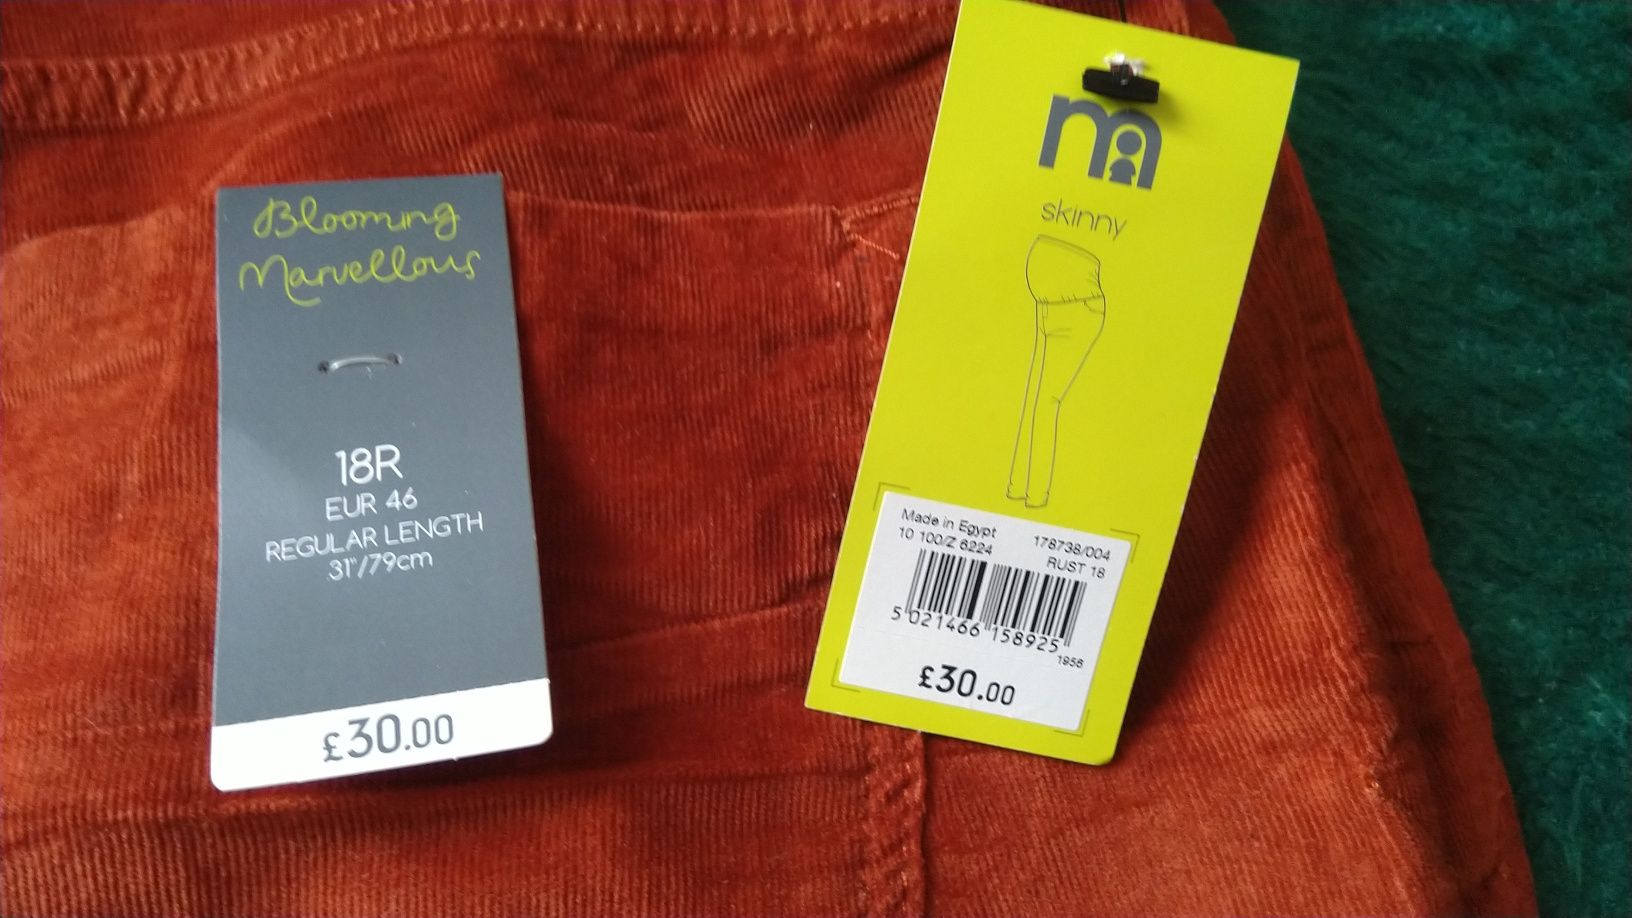 Blooming
Marvellous
18R
EUR 46
REGULAR LENGTH
31"/79cm
£30.00
m
skinny
Made in Egypt
10 100/Z 6224
178738/004
RUST 18
5 021466 158925
1956
£30.00